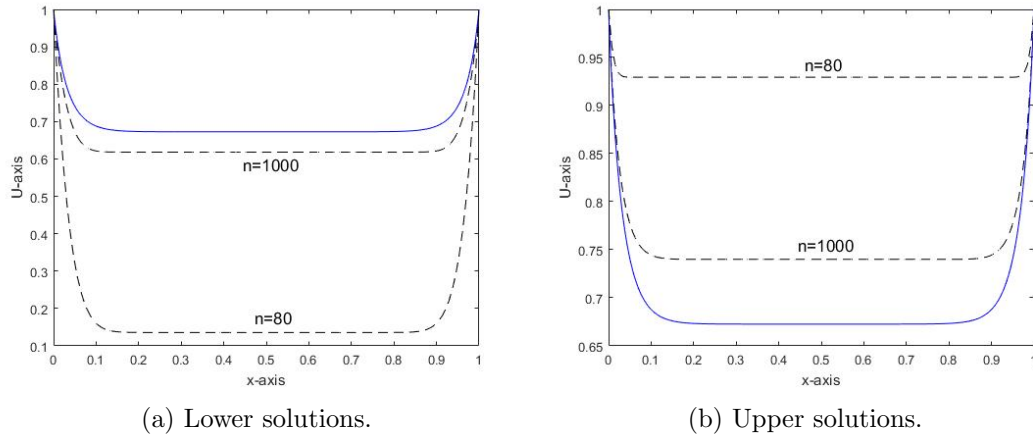 1
0.9
0.8
0.7
0.6
0.5
0.4
0.3
0.2
0.1
U-axis
n=1000
n=80
0 0.1 0.2 0.3 0.4 0.5 0.6 0.7 0.8 0.9 1
x-axis
(a) Lower solutions.
1
0.95
0.9
0.85
0.8
0.75
0.7
0.65
U-axis
n=80
n=1000
0 0.1 0.2 0.3 0.4 0.5 0.6 0.7 0.8 0.9 1
x-axis
(b) Upper solutions.